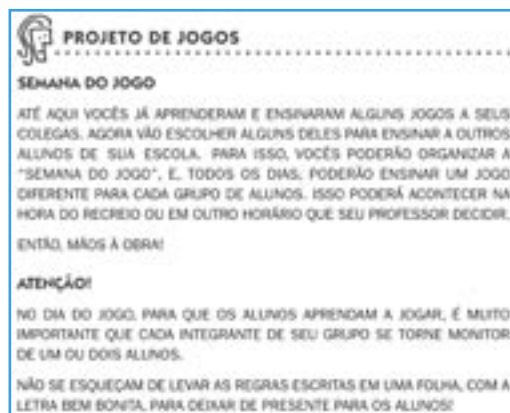 PROJETO DE JOGOS
SEMANA DO JOGO
ATÉ AQUI VOCÊS JÁ APRENDERAM E ENSINARAM ALGUNS JOGOS A SEUS
COLEGAS. AGORA VÃO ESCOLHER ALGUNS DELES PARA ENSINAR A OUTROS
ALUNOS DE SUA ESCOLA. PARA ISSO, VOCÊS PODERÃO ORGANIZAR A
"SEMANA DO JOGO", E, TODOS OS DIAS, PODERÃO ENSINAR UM JOGO
DIFERENTE PARA CADA GRUPO DE ALUNOS. ISSO PODERÁ ACONTECER NA
HORA DO RECREIO OU EM OUTRO HORÁRIO QUE SEU PROFESSOR DECIDIR.
ENTÃO, MÃOS À OBRA!
ATENÇÃO!
NO DIA DO JOGO, PARA QUE OS ALUNOS APRENDAM A JOGAR, É MUITO
IMPORTANTE QUE CADA INTEGRANTE DE SEU GRUPO SE TORNE MONITOR
DE UM OU DOIS ALUNOS.
NÃO SE ESQUEÇAM DE LEVAR AS REGRAS ESCRITAS EM UMA FOLHA, COM A
LETRA BEM BONITA, PARA DEIXAR DE PRESENTE PARA OS ALUNOS!